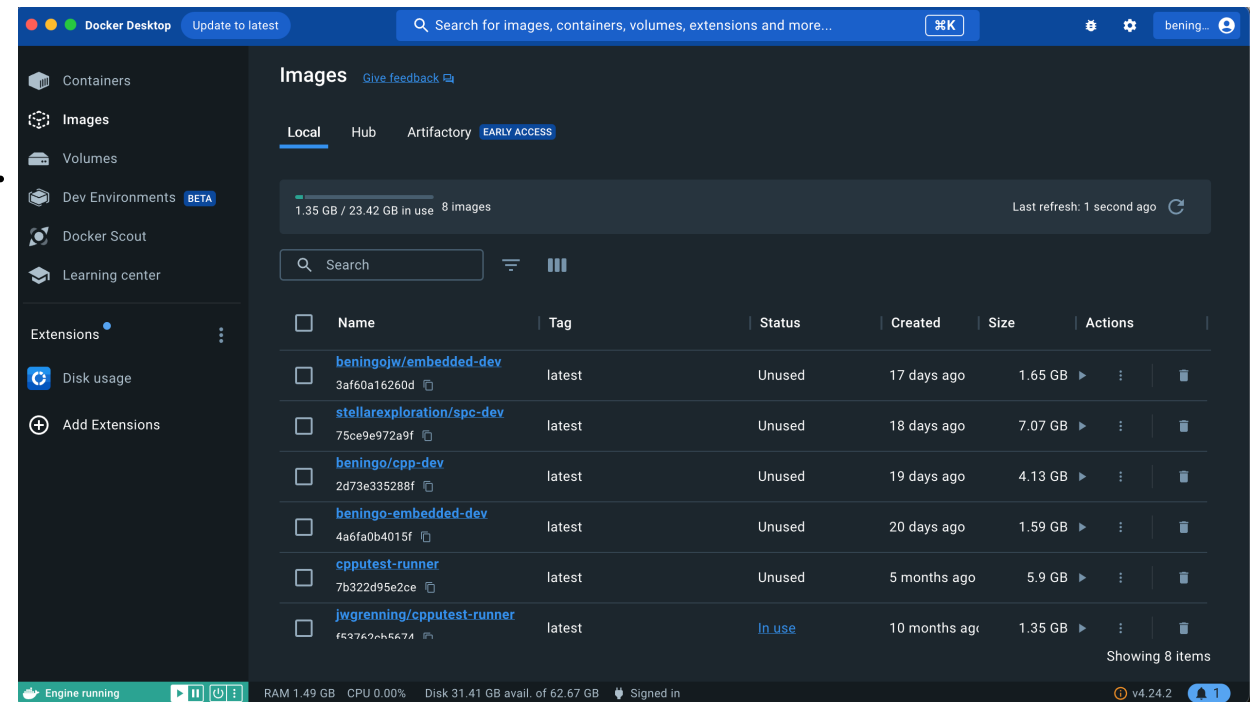 Docker Desktop Update to latest Search for images, containers, volumes, extensions and more... ⌘K bening...
Containers
Images
Volumes
Dev Environments BETA
Docker Scout
Learning center
Extensions
Disk usage
Add Extensions
Images Give feedback
Local Hub Artifactory EARLY ACCESS
1.35 GB / 23.42 GB in use 8 images Last refresh: 1 second ago
Search
Name Tag Status Created Size Actions
beningojw/embedded-dev
3af60a16260d latest Unused 17 days ago 1.65 GB
stellarexploration/spc-dev
75ce9e972a9f latest Unused 18 days ago 7.07 GB
beningo/cpp-dev
2d73e335288f latest Unused 19 days ago 4.13 GB
beningo-embedded-dev
4a6fa0b4015f latest Unused 20 days ago 1.59 GB
cpputest-runner
7b322d95e2ce latest Unused 5 months ago 5.9 GB
jwgrenning/cpputest-runner
f53762cb5674 latest In use 10 months ago 1.35 GB
Showing 8 items
Engine running RAM 1.49 GB CPU 0.00% Disk 31.41 GB avail. of 62.67 GB Signed in v4.24.2 1